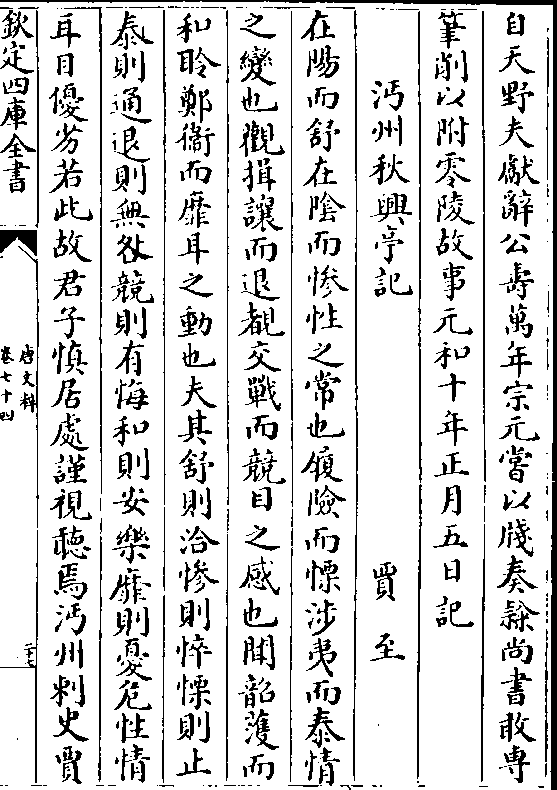 自天野夫獻辭公壽萬年宗元嘗以牋奏隸尚書敢專
筆削以附零陵故事元和十年正月五日記
沔州秋興亭記　賈至
在陽而舒在陰而慘性之常也履險而慄涉夷而泰情
之變也觀揖讓而退覩交戰而競目之感也聞韶頀而
和聆鄭衞而靡耳之動也夫其舒則洽慘則悴慄則止
泰則通退則無咎競則有悔和則安樂靡則憂危性情
耳目優劣若此故君子慎居處謹視聽焉沔州刺史賈
欽定四庫全書
唐文粹
卷七十四